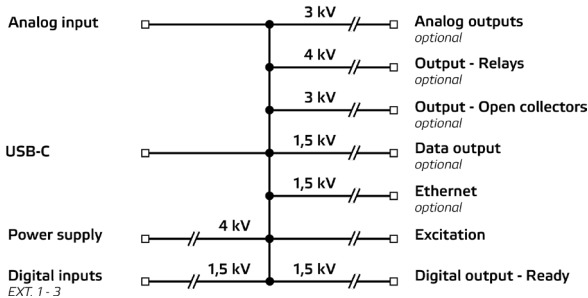 Analog input
3 kV
Analog outputs
optional
4 kV
Output - Relays
optional
3 kV
Output - Open collectors
optional
USB-C
1,5 kV
Data output
optional
1,5 kV
Ethernet
optional
Power supply
4 kV
Excitation
Digital inputs
EXT. 1 - 3
1,5 kV
1,5 kV
Digital output - Ready